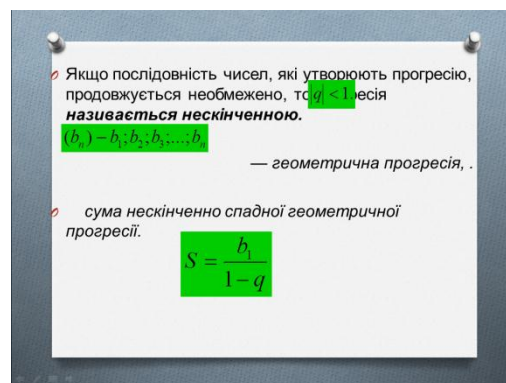 Якщо послідовність чисел, які утворюють прогресію,
продовжується необмежено, то |q| < 1 есія
називається нескінченною.
(bₙ) − b₁; b₂; b₃; ...; bₙ
— геометрична прогресія, .
сума нескінченно спадної геометричної
прогресії.
S = b₁ / (1 − q)